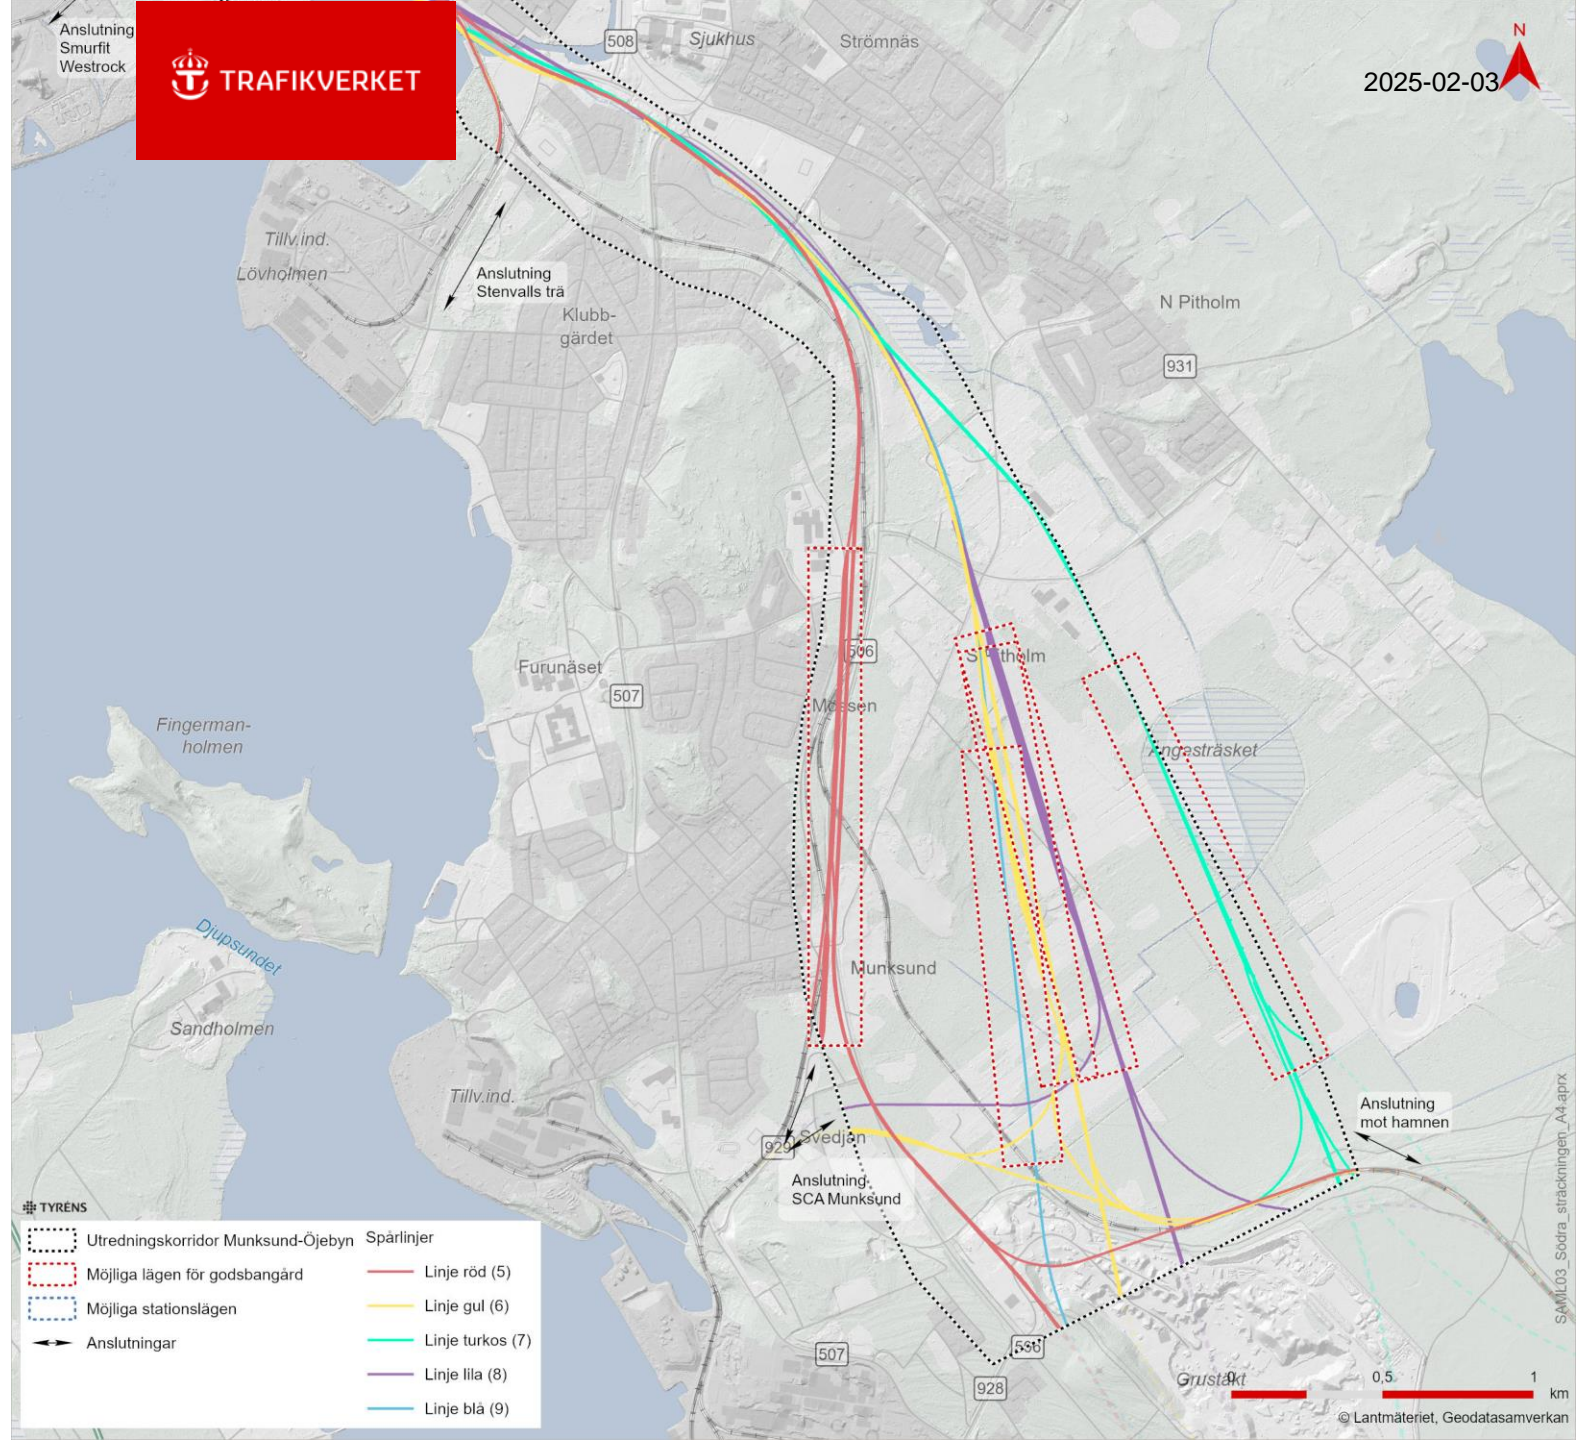 Anslutning
Smurfit
Westrock
TRAFIKVERKET
508
Sjukhus
Strömnäs
N
2025-02-03
Tillv.ind.
Lövholmen
Anslutning
Stenvalls trä
Klubb-
gärdet
N Pitholm
931
506
S Pitholm
Furunäset
507
Mossen
Fingerman-
holmen
Ängesträsket
Djupsundet
Munksund
Sandholmen
Tillv.ind.
Anslutning
mot hamnen
929
Svedjan
Anslutning
SCA Munksund
TYRÉNS
Utredningskorridor Munksund-Öjebyn
Möjliga lägen för godsbangård
Möjliga stationslägen
Anslutningar
Spårlinjer
Linje röd (5)
Linje gul (6)
Linje turkos (7)
Linje lila (8)
Linje blå (9)
507
506
928
Grustäkt
0 0,5 1
km
© Lantmäteriet, Geodatasamverkan
SAML03_Södra_sträckningen_A4.aprx